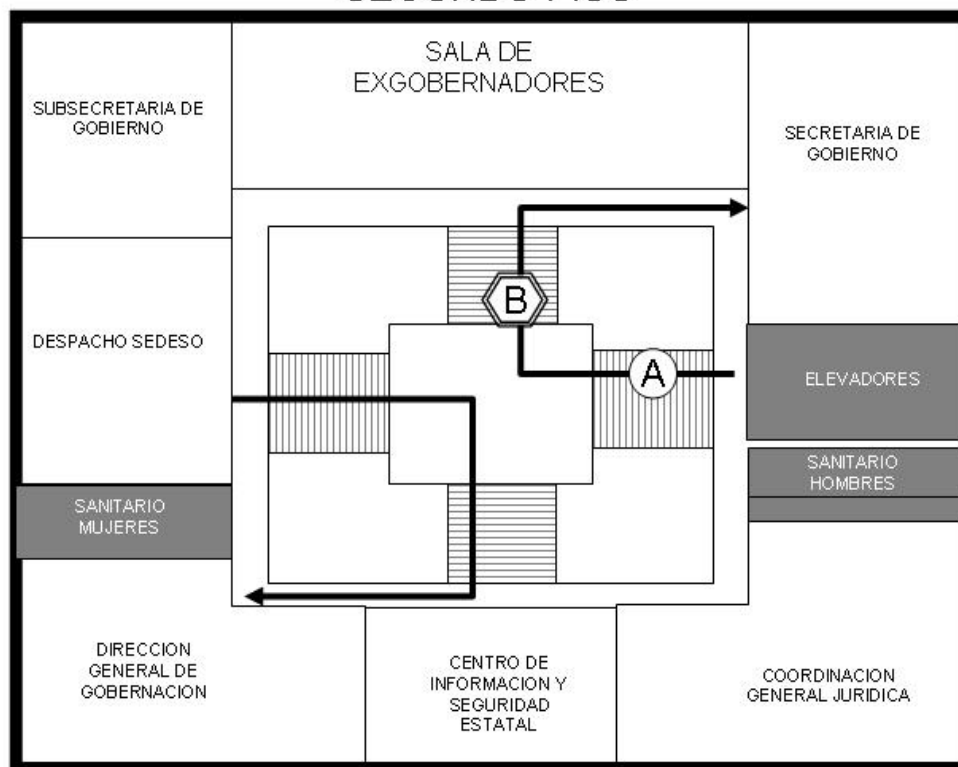 SALA DE
EXGOBERNADORES
SUBSECRETARIA DE
GOBIERNO
SECRETARIA DE
GOBIERNO
B
DESPACHO SEDESO
A
ELEVADORES
SANITARIO
HOMBRES
SANITARIO
MUJERES
DIRECCION
GENERAL DE
GOBERNACION
CENTRO DE
INFORMACION Y
SEGURIDAD
ESTATAL
COORDINACION
GENERAL JURIDICA